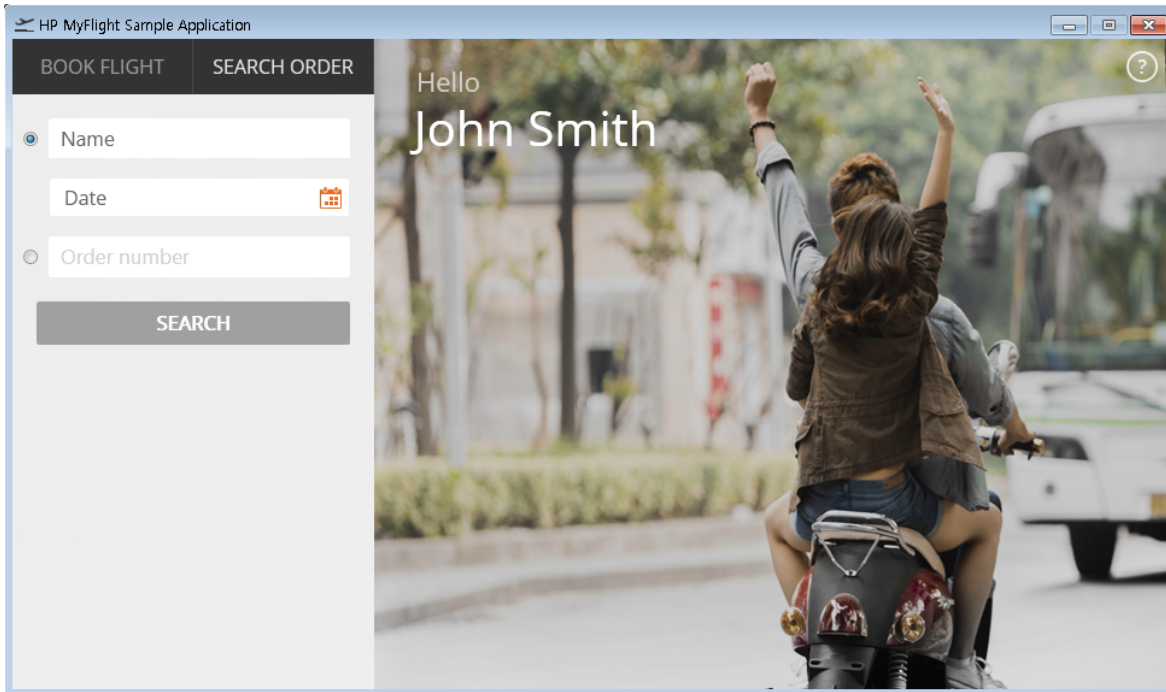 HP MyFlight Sample Application
BOOK FLIGHT
SEARCH ORDER
Hello
John Smith
?
Name
Date
Order number
SEARCH